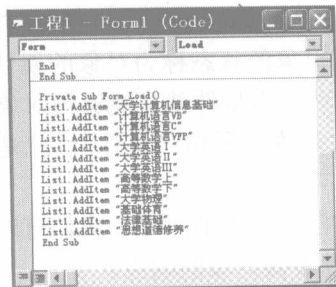 工程1 - Form1 (Code)
Form Load
End
End Sub
Private Sub Form_Load()
List1.AddItem "大学计算机信息基础"
List1.AddItem "计算机语言VB"
List1.AddItem "计算机语言C"
List1.AddItem "计算机语言VFP"
List1.AddItem "大学英语Ⅰ"
List1.AddItem "大学英语Ⅱ"
List1.AddItem "大学英语III"
List1.AddItem "高等数学上"
List1.AddItem "高等数学下"
List1.AddItem "大学物理"
List1.AddItem "基础体育"
List1.AddItem "法律基础"
List1.AddItem "思想道德修养"
End Sub